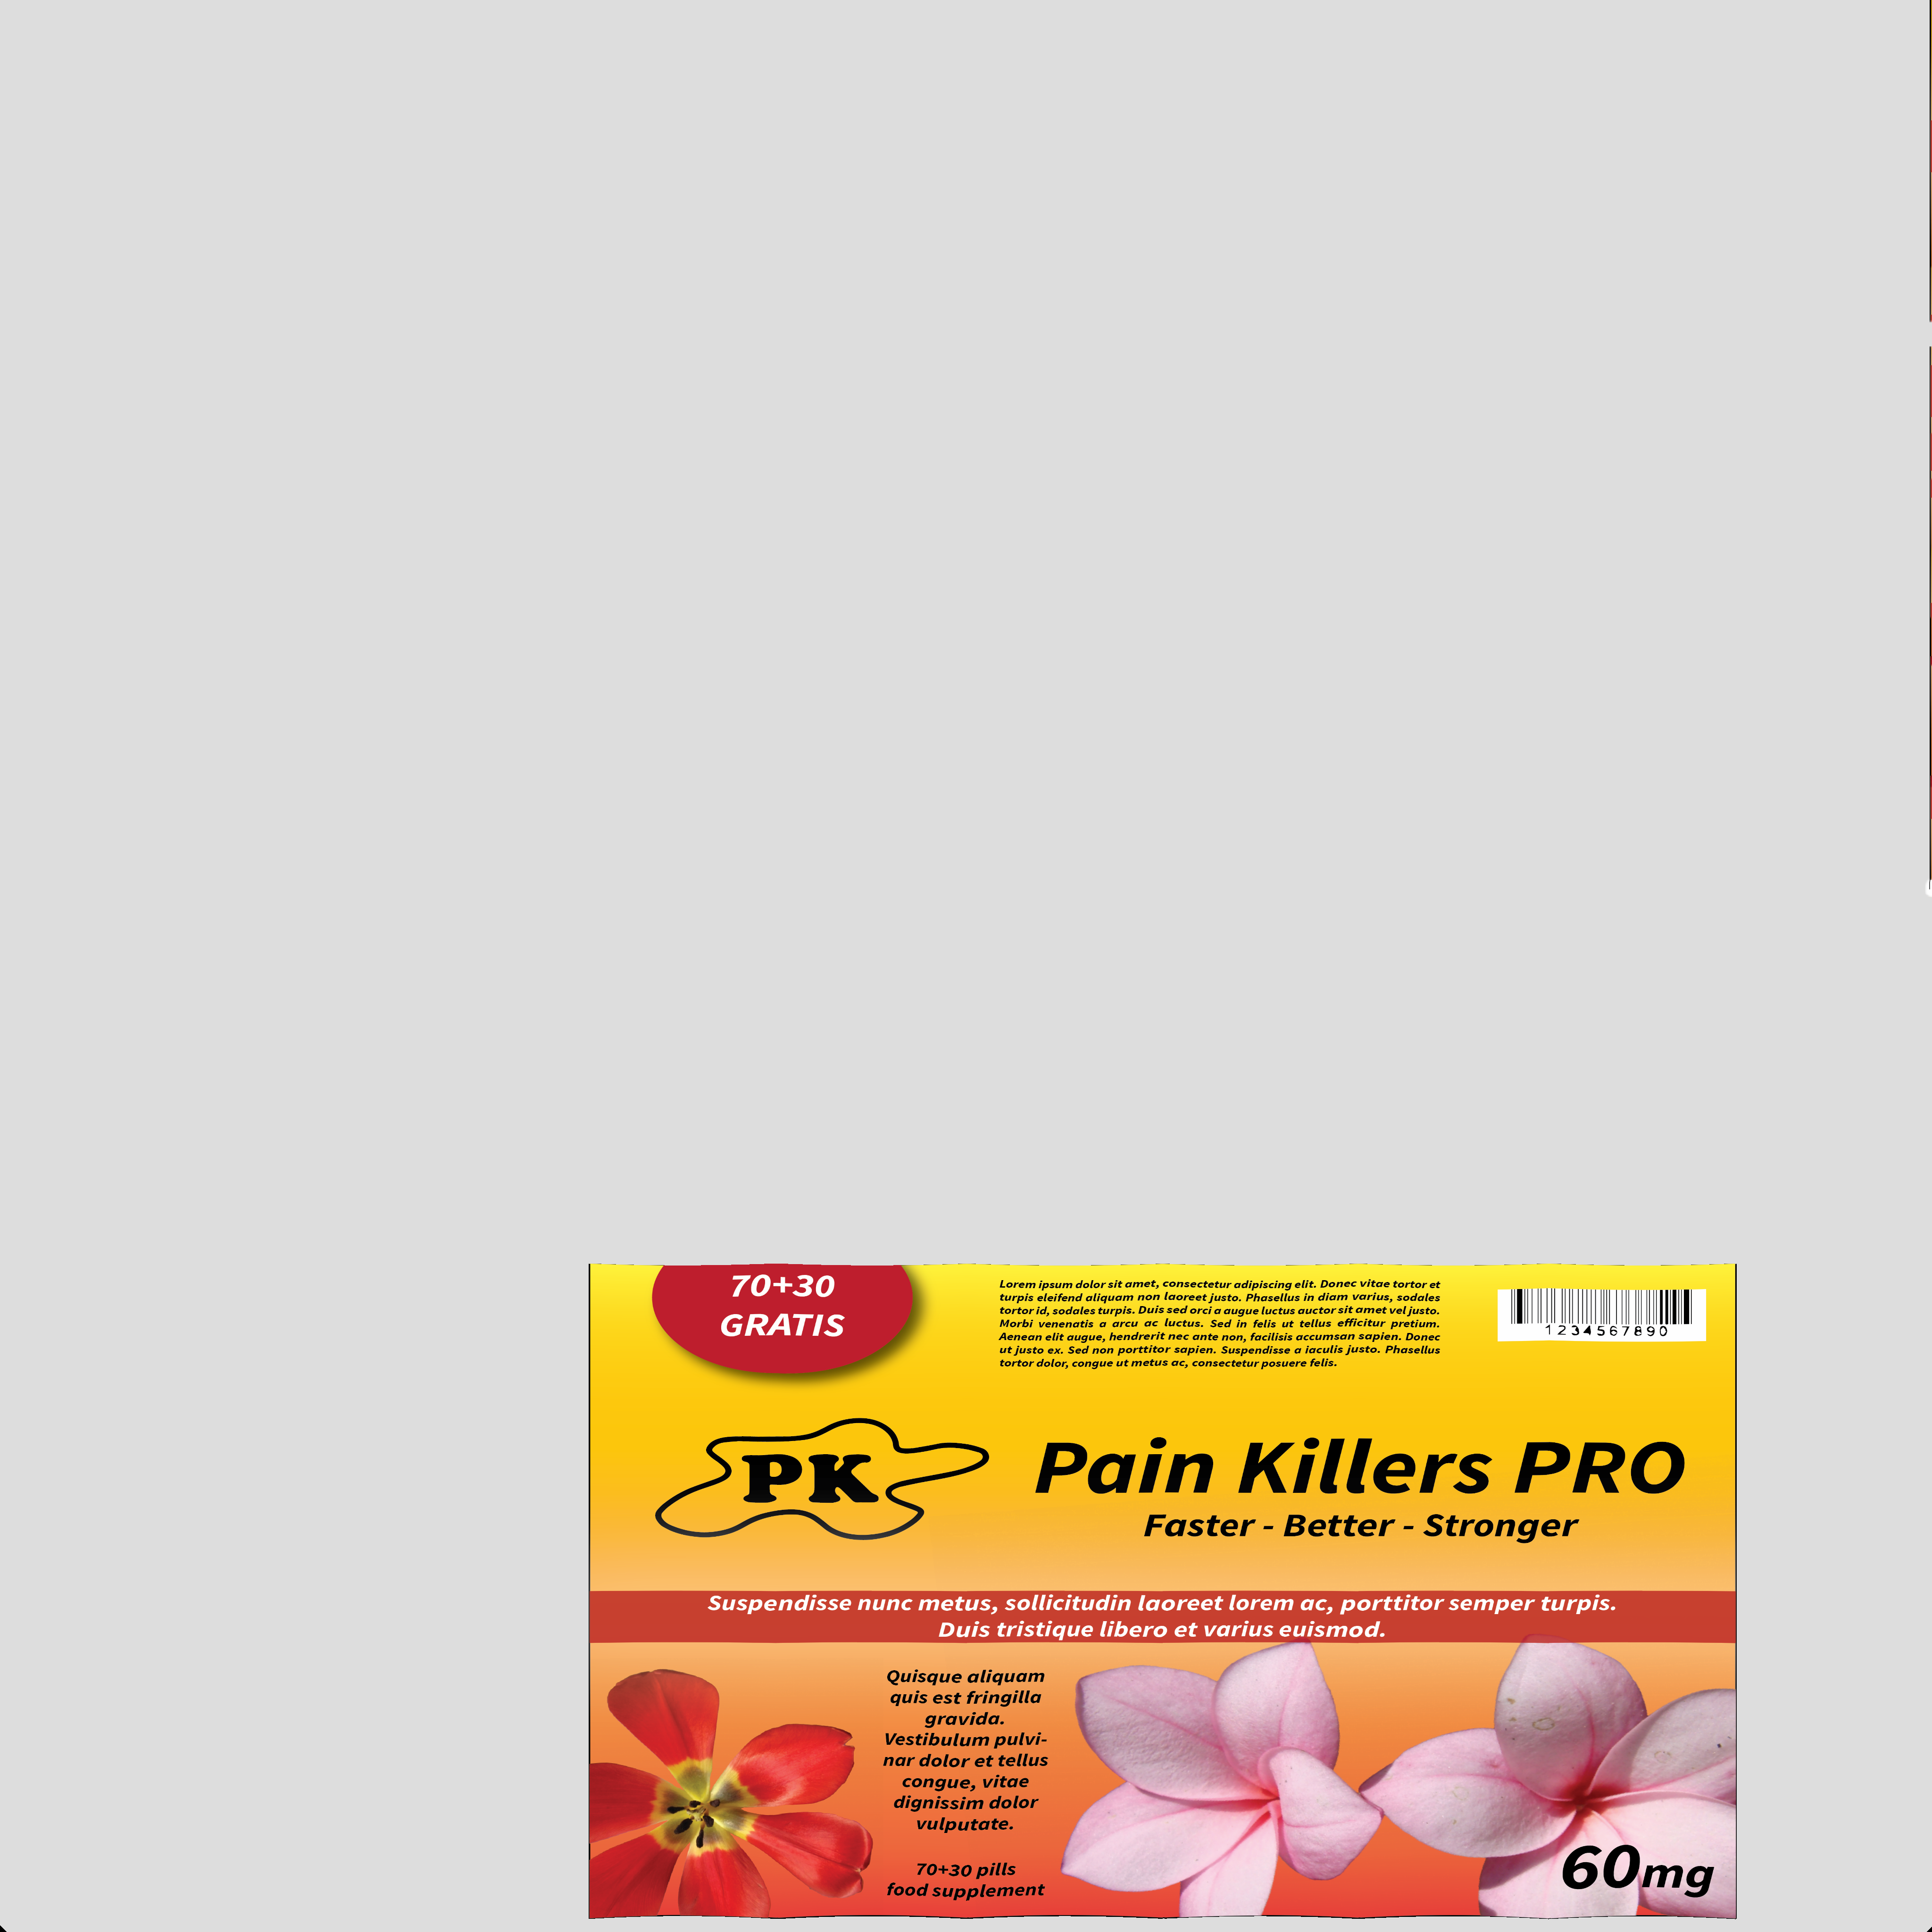 70+30
GRATIS
Lorem ipsum dolor sit amet, consectetur adipiscing elit. Donec vitae tortor et
turpis eleifend aliquam non laoreet justo. Phasellus in diam varius, sodales
tortor id, sodales turpis. Duis sed orci a augue luctus auctor sit amet vel justo.
Morbi venenatis a arcu ac luctus. Sed in felis ut tellus efficitur pretium.
Aenean elit augue, hendrerit nec ante non, facilisis accumsan sapien. Donec
ut justo ex. Sed non porttitor sapien. Suspendisse a iaculis justo. Phasellus
tortor dolor, congue ut metus ac, consectetur posuere felis.
1234567890
PK
Pain Killers PRO
Faster - Better - Stronger
Suspendisse nunc metus, sollicitudin laoreet lorem ac, porttitor semper turpis.
Duis tristique libero et varius euismod.
Quisque aliquam
quis est fringilla
gravida.
Vestibulum pulvi-
nar dolor et tellus
congue, vitae
dignissim dolor
vulputate.
70+30 pills
food supplement
60mg